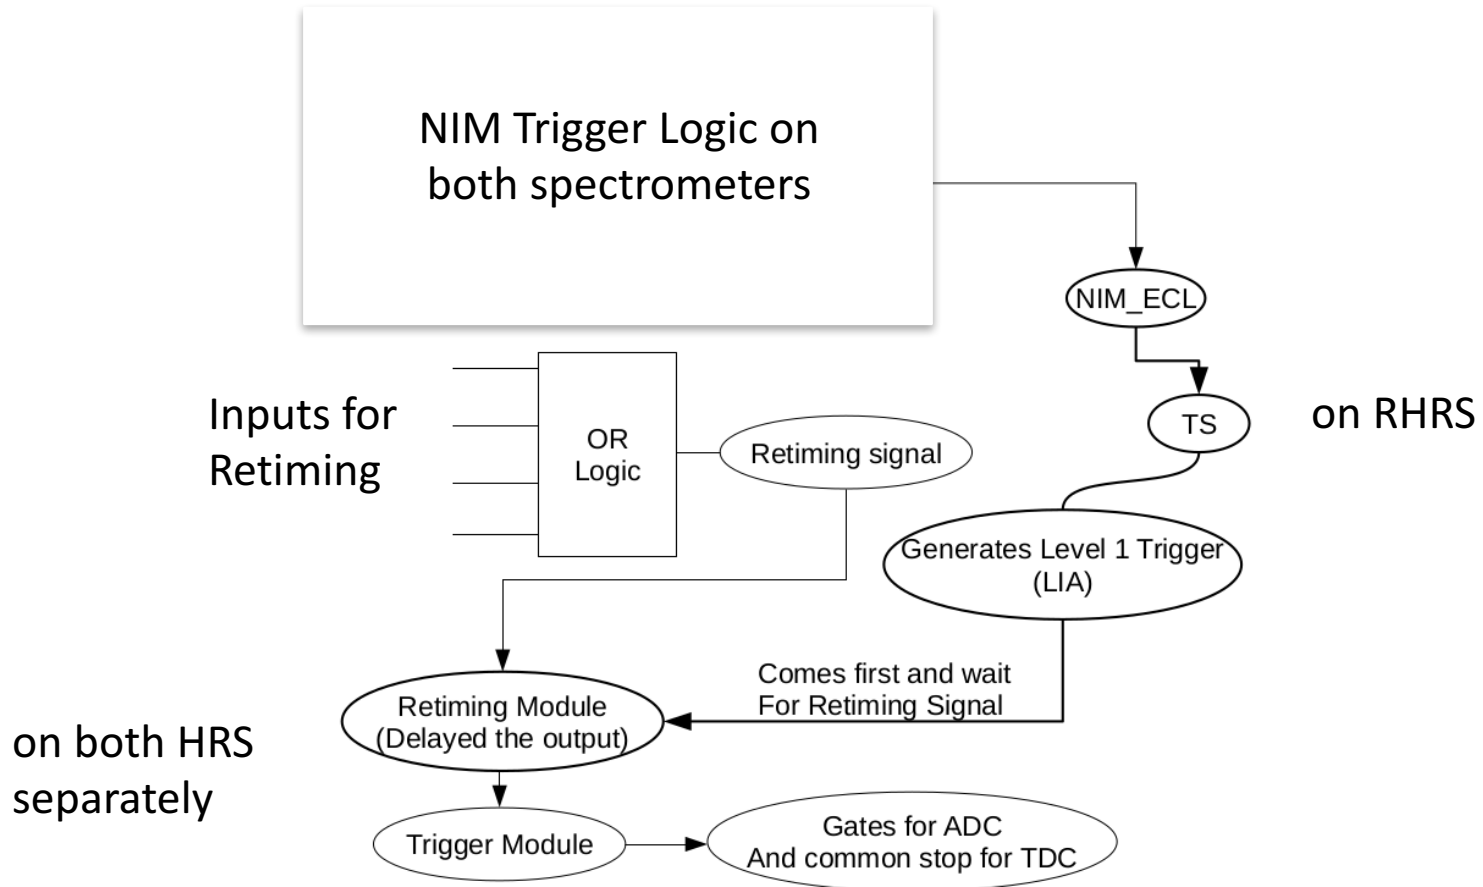 NIM Trigger Logic on
both spectrometers
NIM_ECL
TS
on RHRS
Inputs for
Retiming
OR
Logic
Retiming signal
Generates Level 1 Trigger
(LIA)
Comes first and wait
For Retiming Signal
Retiming Module
(Delayed the output)
on both HRS
separately
Trigger Module
Gates for ADC
And common stop for TDC